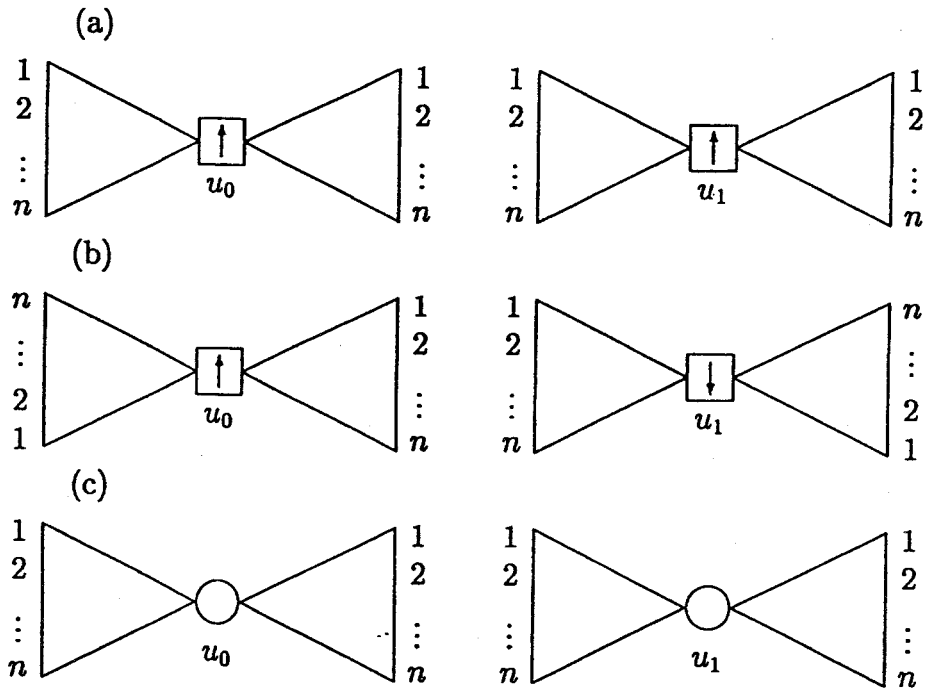 (a)
1 1 1 1
2 2 2 2
⋮ ⋮ ⋮ ⋮
n n n n
u₀ u₁
(b)
n 1 1 n
⋮ 2 2 ⋮
2 ⋮ ⋮ 2
1 n n 1
u₀ u₁
(c)
1 1 1 1
2 2 2 2
⋮ ⋮ ⋮ ⋮
n n n n
u₀ u₁